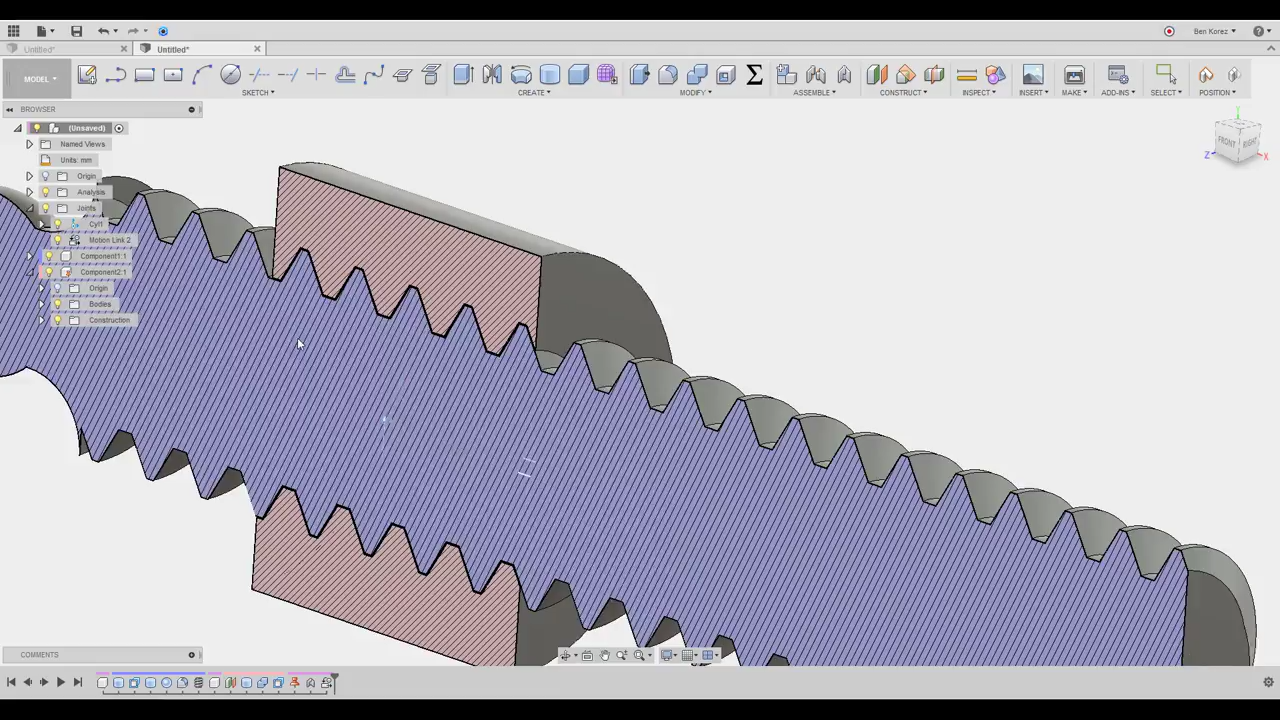 Ben Korez
Untitled*
Untitled*
MODEL
SKETCH
CREATE
MODIFY
ASSEMBLE
CONSTRUCT
INSPECT
INSERT
MAKE
ADD-INS
SELECT
POSITION
BROWSER
(Unsaved)
Named Views
Units: mm
Origin
Analysis
Joints
Cyl1
Motion Link 2
Component1:1
Component2:1
Origin
Bodies
Construction
Y
FRONT
RIGHT
Z
X
COMMENTS